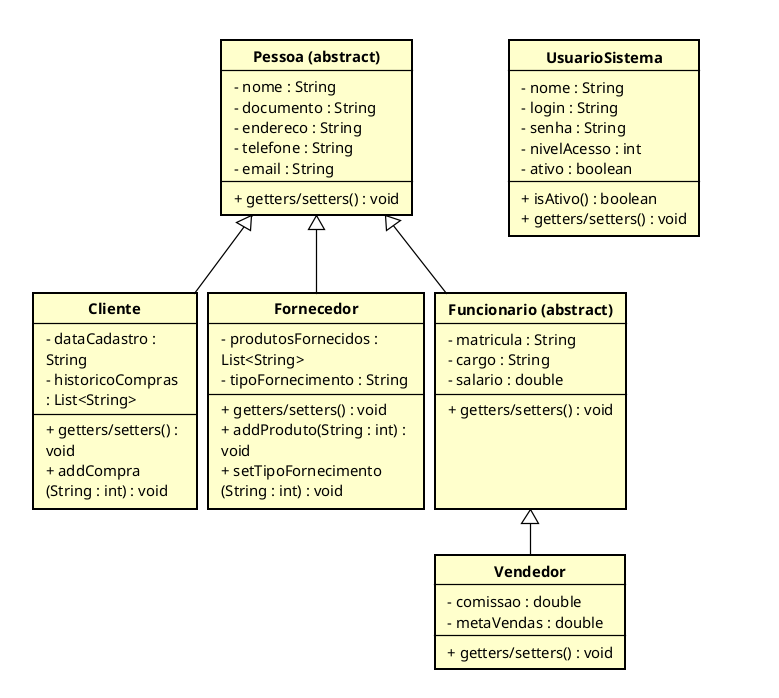 Pessoa (abstract)
- nome : String
- documento : String
- endereco : String
- telefone : String
- email : String
+ getters/setters() : void
UsuarioSistema
- nome : String
- login : String
- senha : String
- nivelAcesso : int
- ativo : boolean
+ isAtivo() : boolean
+ getters/setters() : void
Cliente
- dataCadastro :
String
- historicoCompras
: List<String>
+ getters/setters() :
void
+ addCompra
(String : int) : void
Fornecedor
- produtosFornecidos :
List<String>
- tipoFornecimento : String
+ getters/setters() : void
+ addProduto(String : int) :
void
+ setTipoFornecimento
(String : int) : void
Funcionario (abstract)
- matricula : String
- cargo : String
- salario : double
+ getters/setters() : void
Vendedor
- comissao : double
- metaVendas : double
+ getters/setters() : void